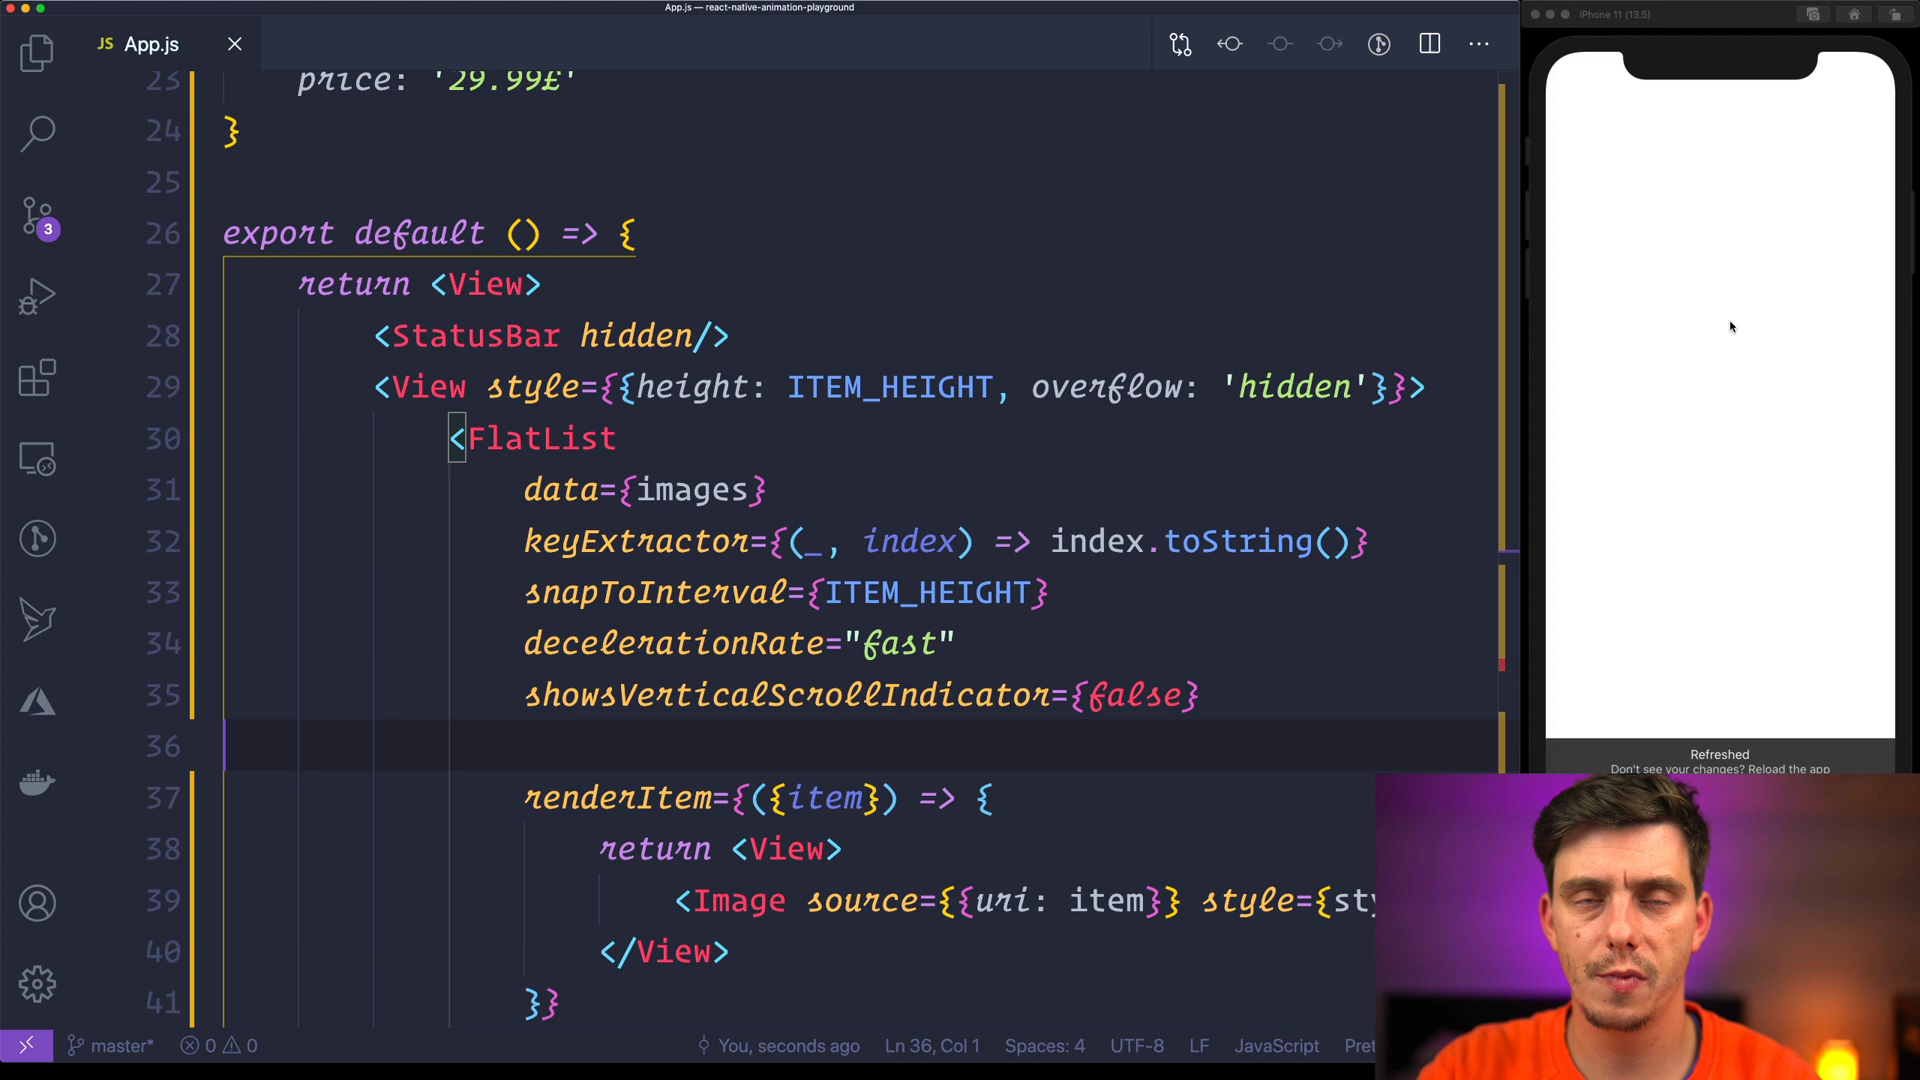 App.js — react-native-animation-playground
iPhone 11 (13.5)
JS App.js
23 price: '29.99£'
24 }
25
26 export default () => {
27 return <View>
28 <StatusBar hidden/>
29 <View style={{height: ITEM_HEIGHT, overflow: 'hidden'}}>
30 <FlatList
31 data={images}
32 keyExtractor={(_, index) => index.toString()}
33 snapToInterval={ITEM_HEIGHT}
34 decelerationRate="fast"
35 showsVerticalScrollIndicator={false}
36
37 renderItem={({item}) => {
38 return <View>
39 <Image source={{uri: item}} style={sty
40 </View>
41 }}
3
Refreshed
Don't see your changes? Reload the app
master* 0 0 You, seconds ago Ln 36, Col 1 Spaces: 4 UTF-8 LF JavaScript Pret